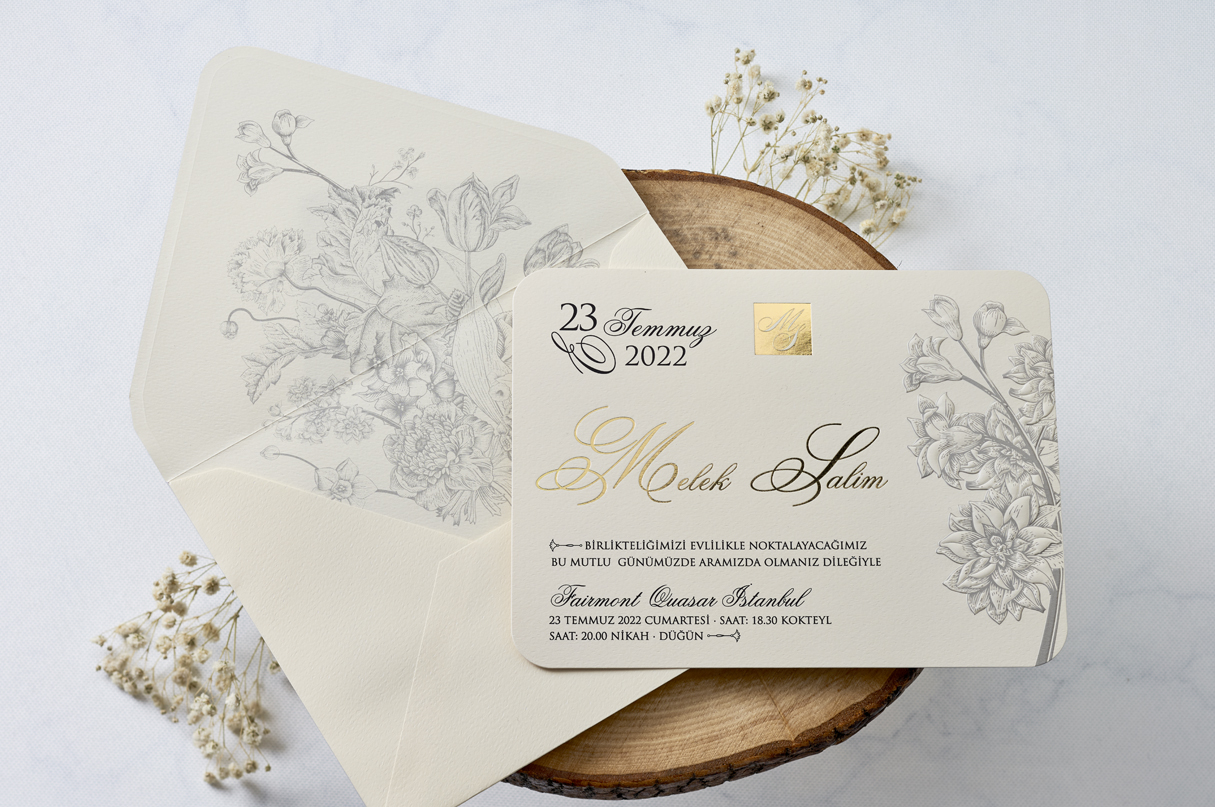 23 Temmuz
2022
MS
Melek Salim
BİRLİKTELİĞİMİZİ EVLİLİKLE NOKTALAYACAĞIMIZ
BU MUTLU GÜNÜMÜZDE ARAMIZDA OLMANIZ DİLEĞİYLE
Fairmont Quasar İstanbul
23 TEMMUZ 2022 CUMARTESİ · SAAT: 18.30 KOKTEYL
SAAT: 20.00 NİKAH · DÜĞÜN